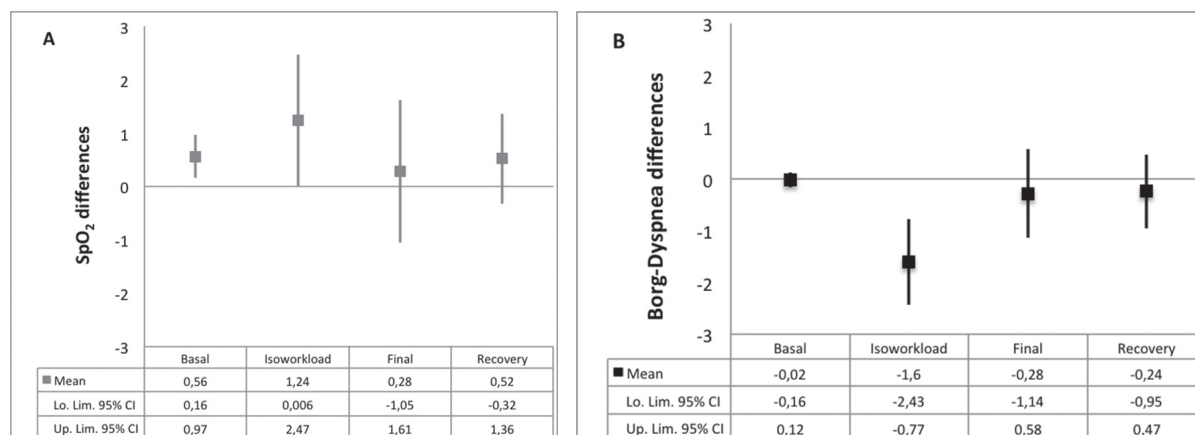 A
3
2
1
0
-1
-2
-3
SpO2 differences
Basal Isoworkload Final Recovery
Mean 0,56 1,24 0,28 0,52
Lo. Lim. 95% CI 0,16 0,006 -1,05 -0,32
Up. Lim. 95% CI 0,97 2,47 1,61 1,36
B
3
2
1
0
-1
-2
-3
Borg-Dyspnea differences
Basal Isoworkload Final Recovery
Mean -0,02 -1,6 -0,28 -0,24
Lo. Lim. 95% CI -0,16 -2,43 -1,14 -0,95
Up. Lim. 95% CI 0,12 -0,77 0,58 0,47